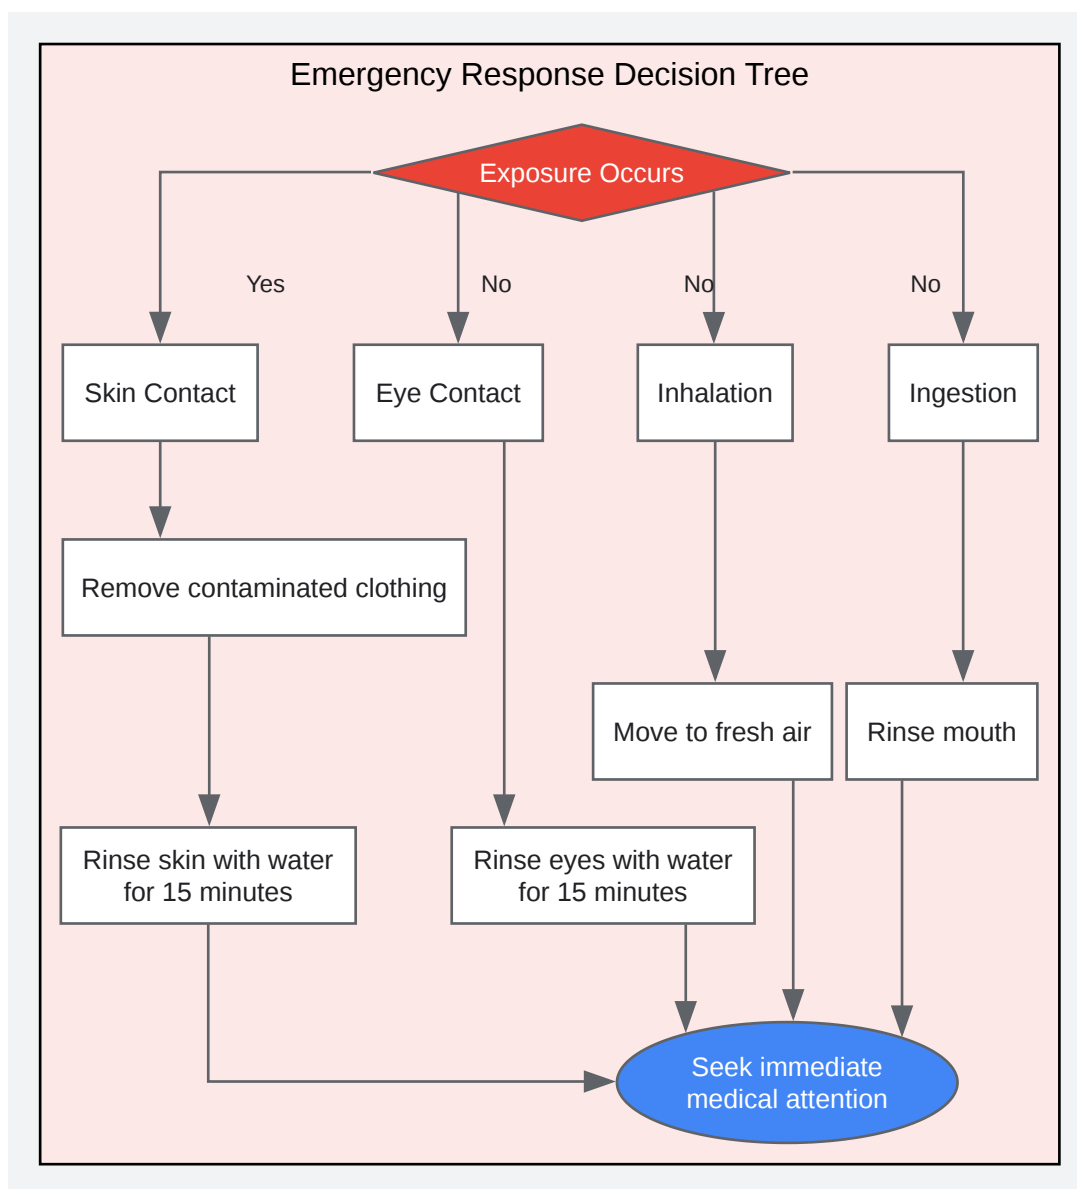 Emergency Response Decision Tree
Exposure Occurs
Yes
No
No
No
Skin Contact
Eye Contact
Inhalation
Ingestion
Remove contaminated clothing
Move to fresh air
Rinse mouth
Rinse skin with water
for 15 minutes
Rinse eyes with water
for 15 minutes
Seek immediate
medical attention